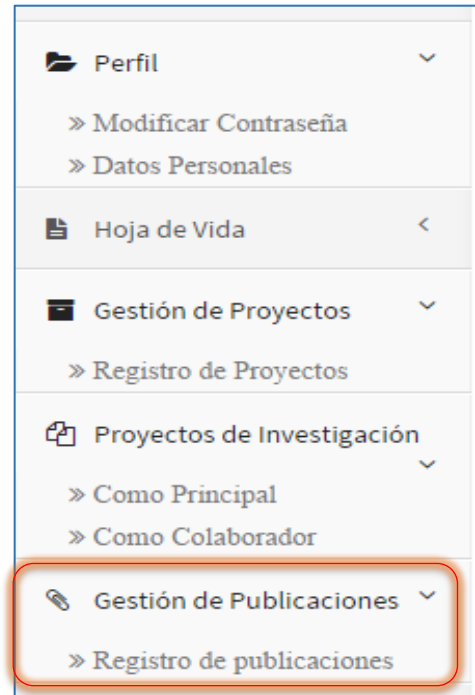 Perfil
» Modificar Contraseña
» Datos Personales
Hoja de Vida
Gestión de Proyectos
» Registro de Proyectos
Proyectos de Investigación
» Como Principal
» Como Colaborador
Gestión de Publicaciones
» Registro de publicaciones